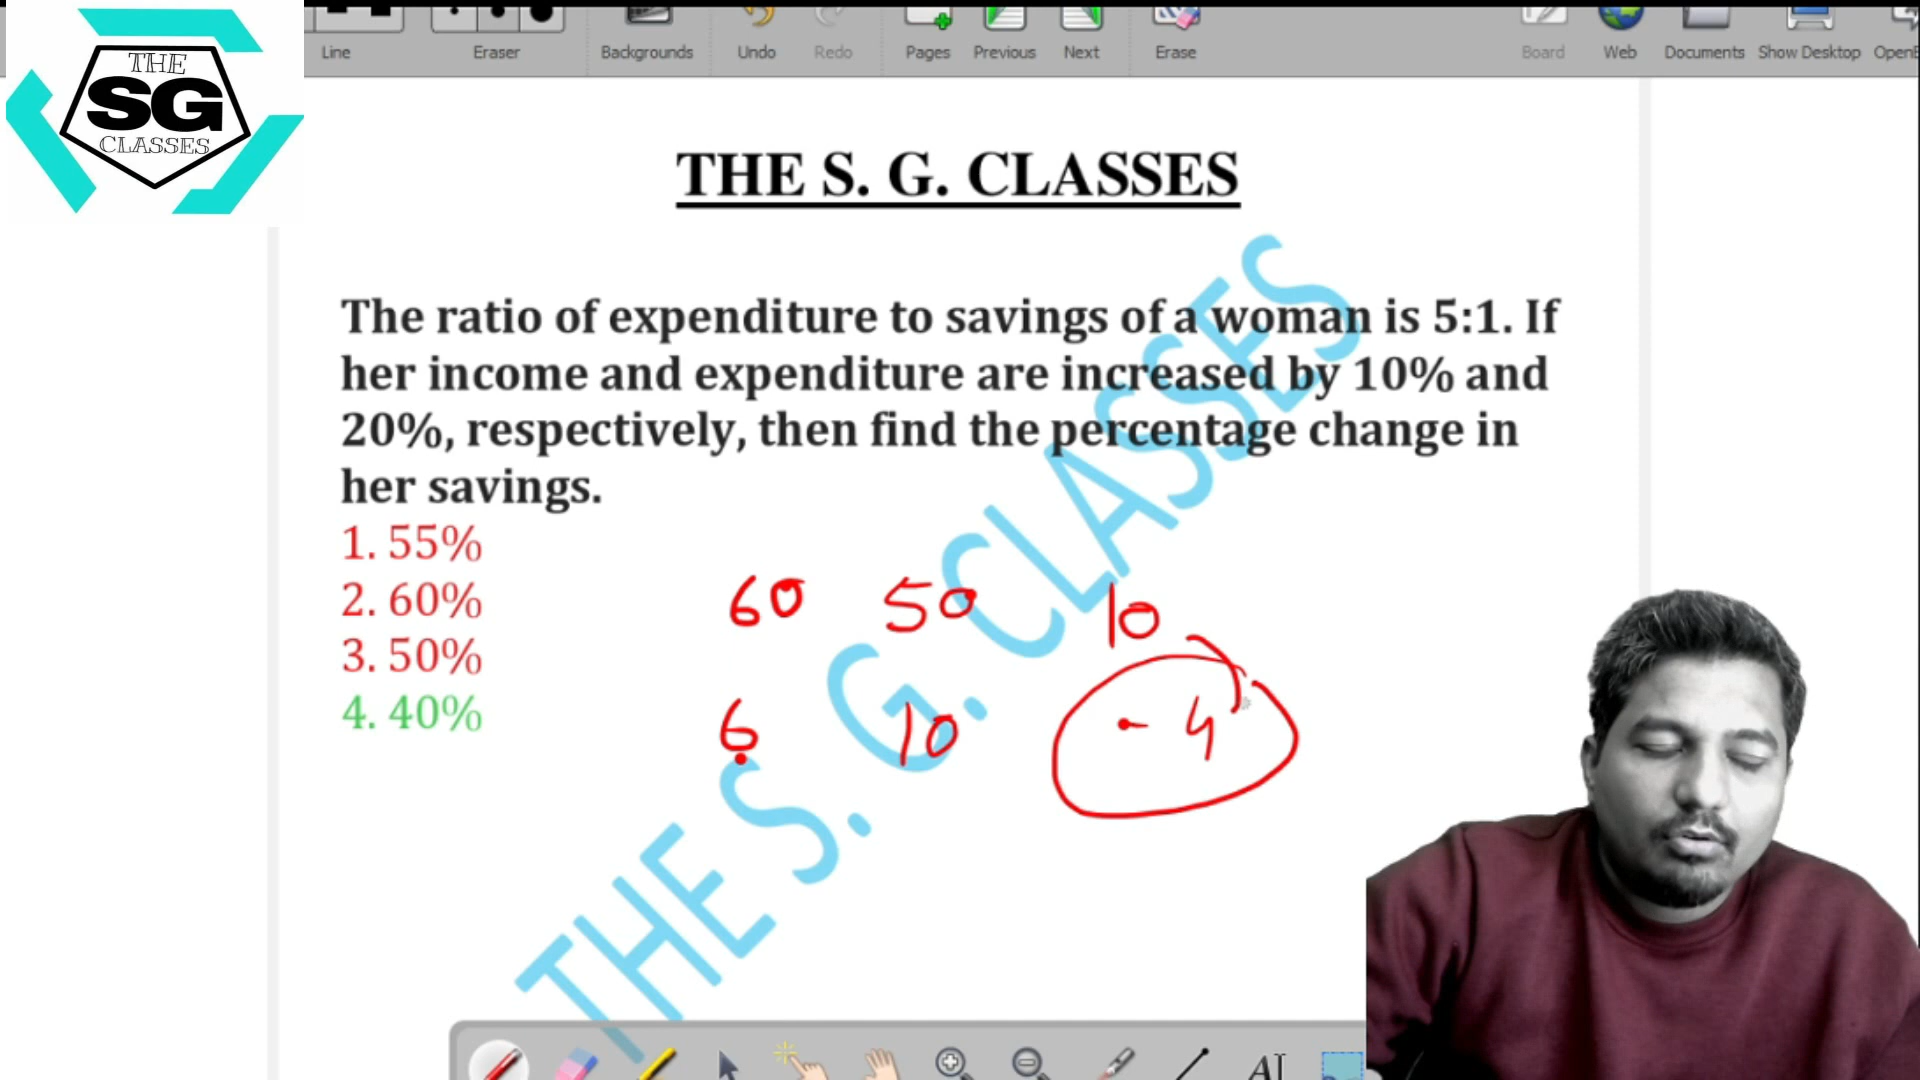 THE
SG
CLASSES
Line
Eraser
Backgrounds
Undo
Redo
Pages
Previous
Next
Erase
Board
Web
Documents
Show Desktop
OpenB
THE S. G. CLASSES
The ratio of expenditure to savings of a woman is 5:1. If
her income and expenditure are increased by 10% and
20%, respectively, then find the percentage change in
her savings.
1. 55%
2. 60%
3. 50%
4. 40%
60 50 10
6 10 - 4
THE S. G. CLASSES
AI